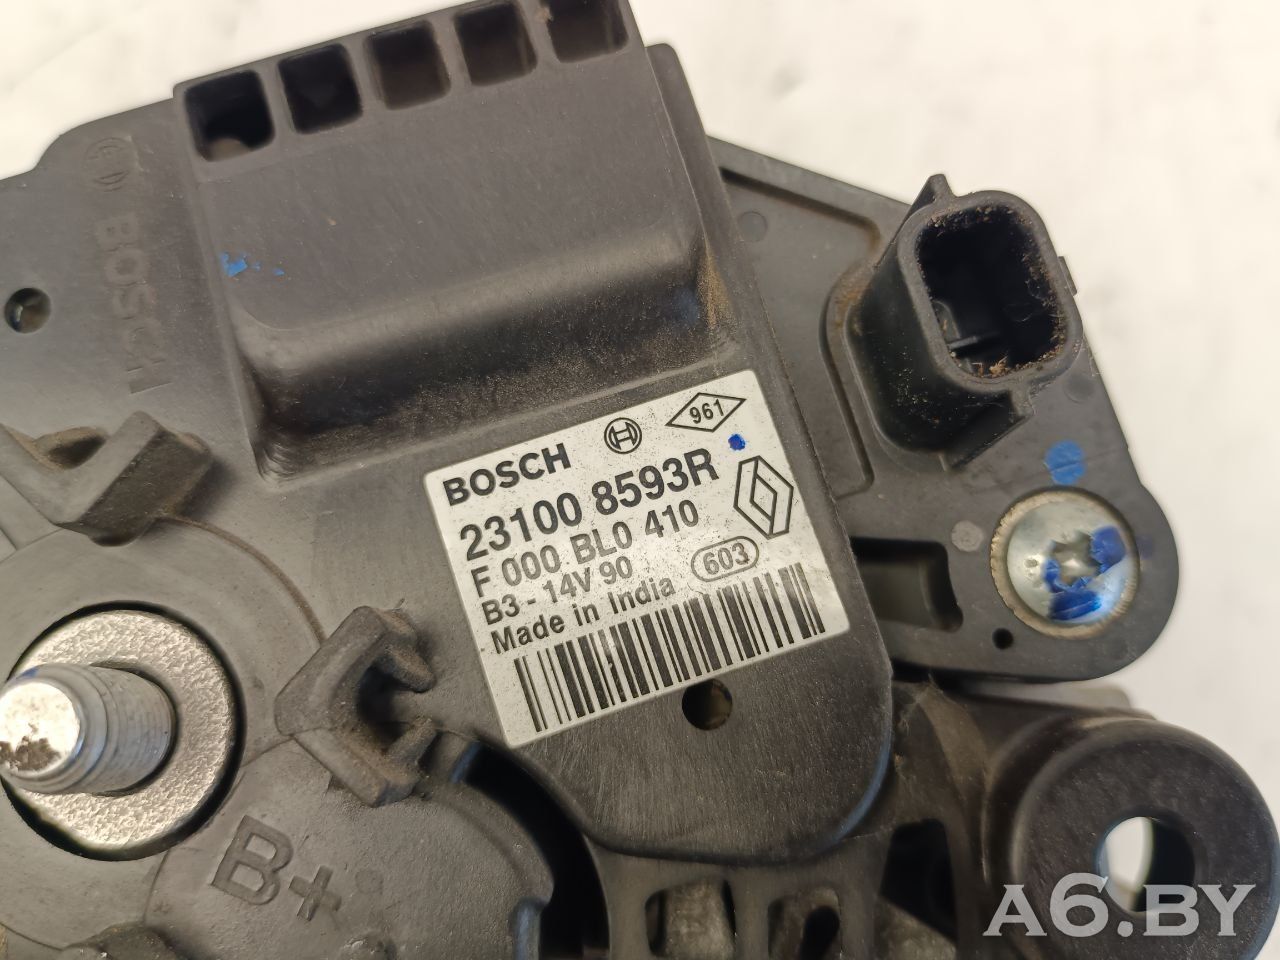 BOSCH
BOSCH 961
23100 8593R
F 000 BL0 410
B3 - 14V 90 603
Made in India
B+
A6.BY